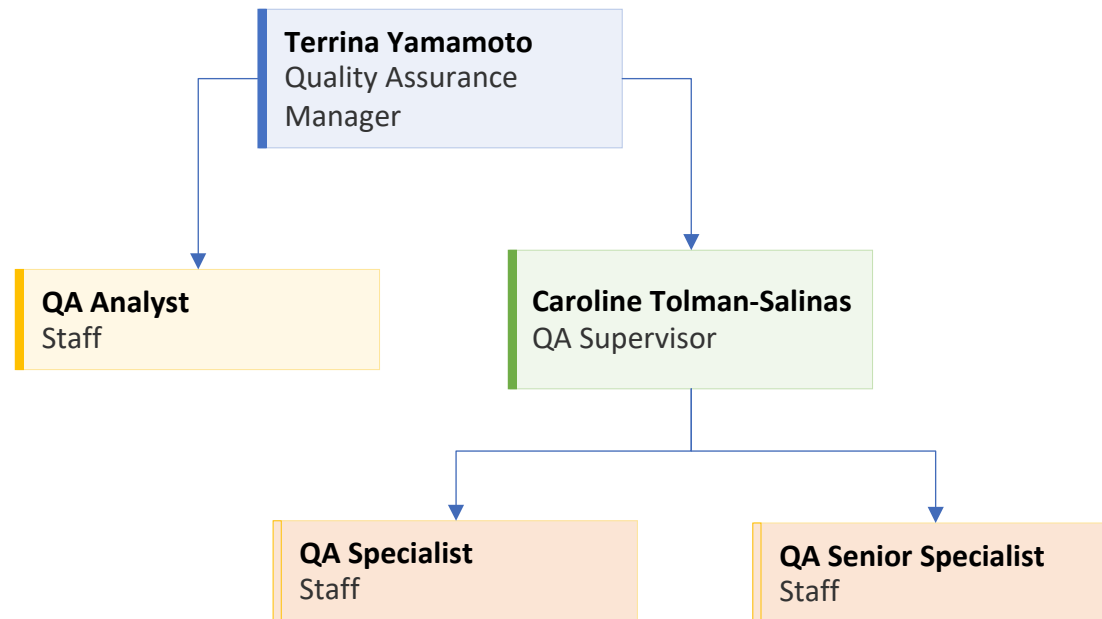 Terrina Yamamoto
Quality Assurance
Manager
QA Analyst
Staff
Caroline Tolman-Salinas
QA Supervisor
QA Specialist
Staff
QA Senior Specialist
Staff